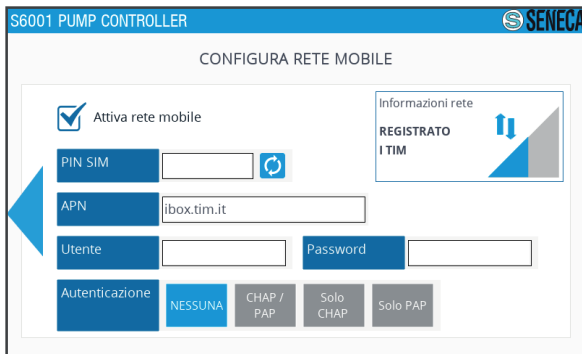 S6001 PUMP CONTROLLER
S SENECA
CONFIGURA RETE MOBILE
Attiva rete mobile
Informazioni rete
REGISTRATO
I TIM
PIN SIM
APN
ibox.tim.it
Utente
Password
Autenticazione
NESSUNA
CHAP /
PAP
Solo
CHAP
Solo PAP